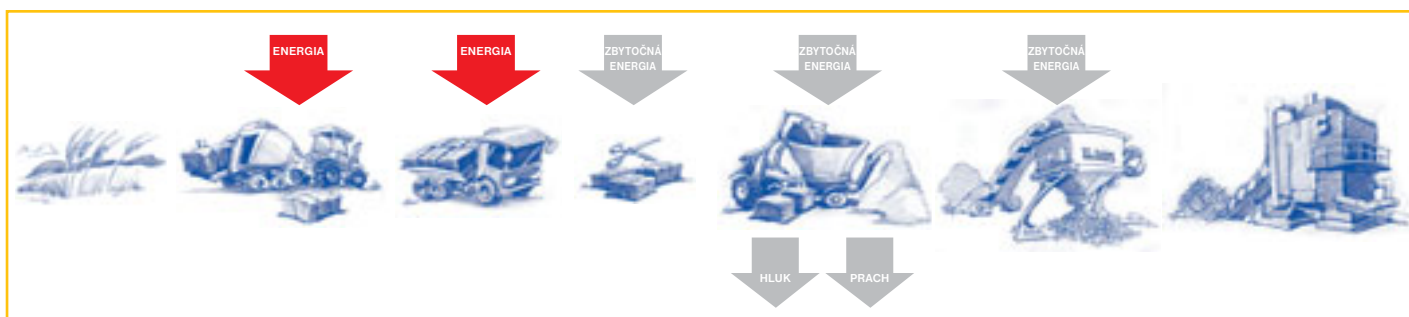 ENERGIA
ENERGIA
ZBYTOČNÁ
ENERGIA
ZBYTOČNÁ
ENERGIA
ZBYTOČNÁ
ENERGIA
HLUK
PRACH